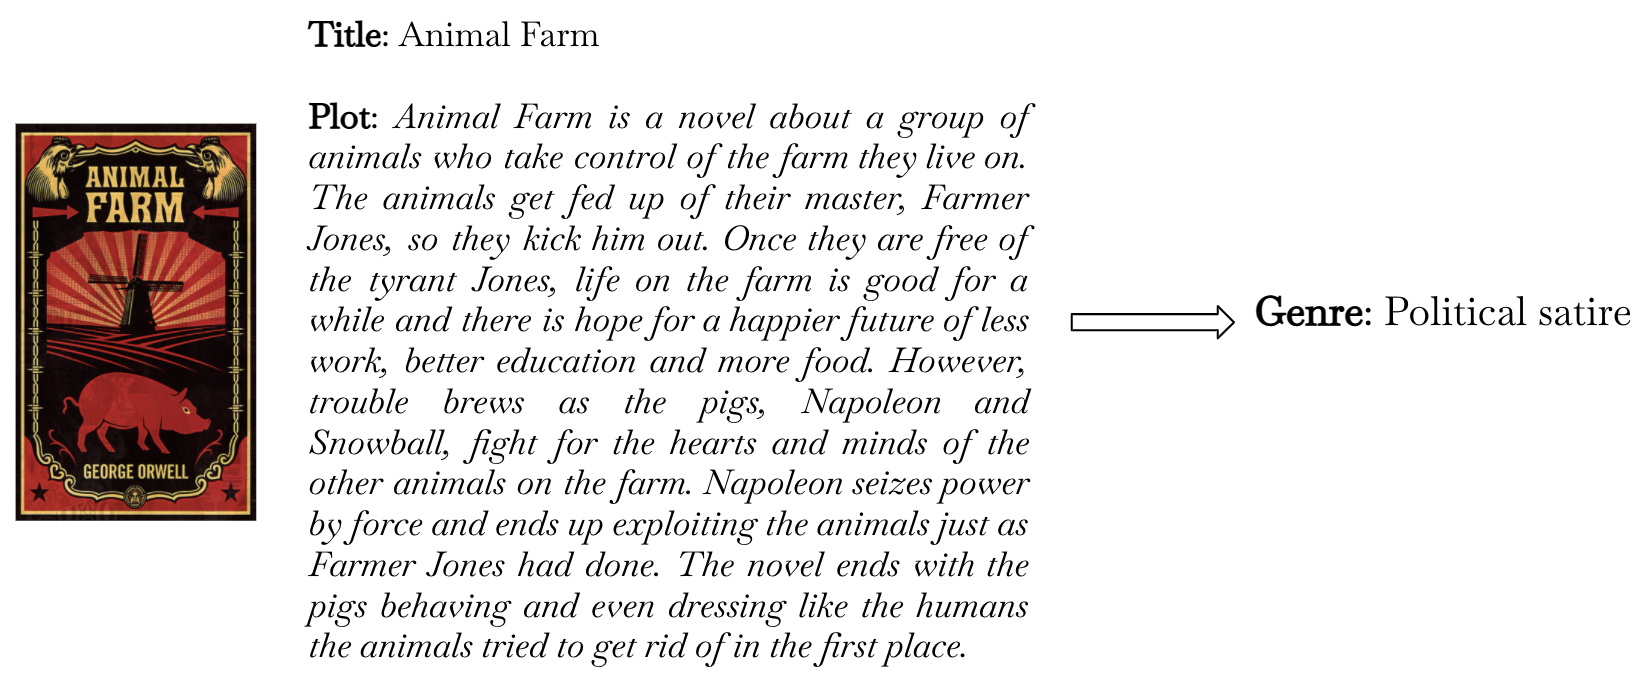 Title: Animal Farm
ANIMAL
FARM
GEORGE ORWELL
Plot: Animal Farm is a novel about a group of
animals who take control of the farm they live on.
The animals get fed up of their master, Farmer
Jones, so they kick him out. Once they are free of
the tyrant Jones, life on the farm is good for a
while and there is hope for a happier future of less
work, better education and more food. However,
trouble brews as the pigs, Napoleon and
Snowball, fight for the hearts and minds of the
other animals on the farm. Napoleon seizes power
by force and ends up exploiting the animals just as
Farmer Jones had done. The novel ends with the
pigs behaving and even dressing like the humans
the animals tried to get rid of in the first place.
Genre: Political satire